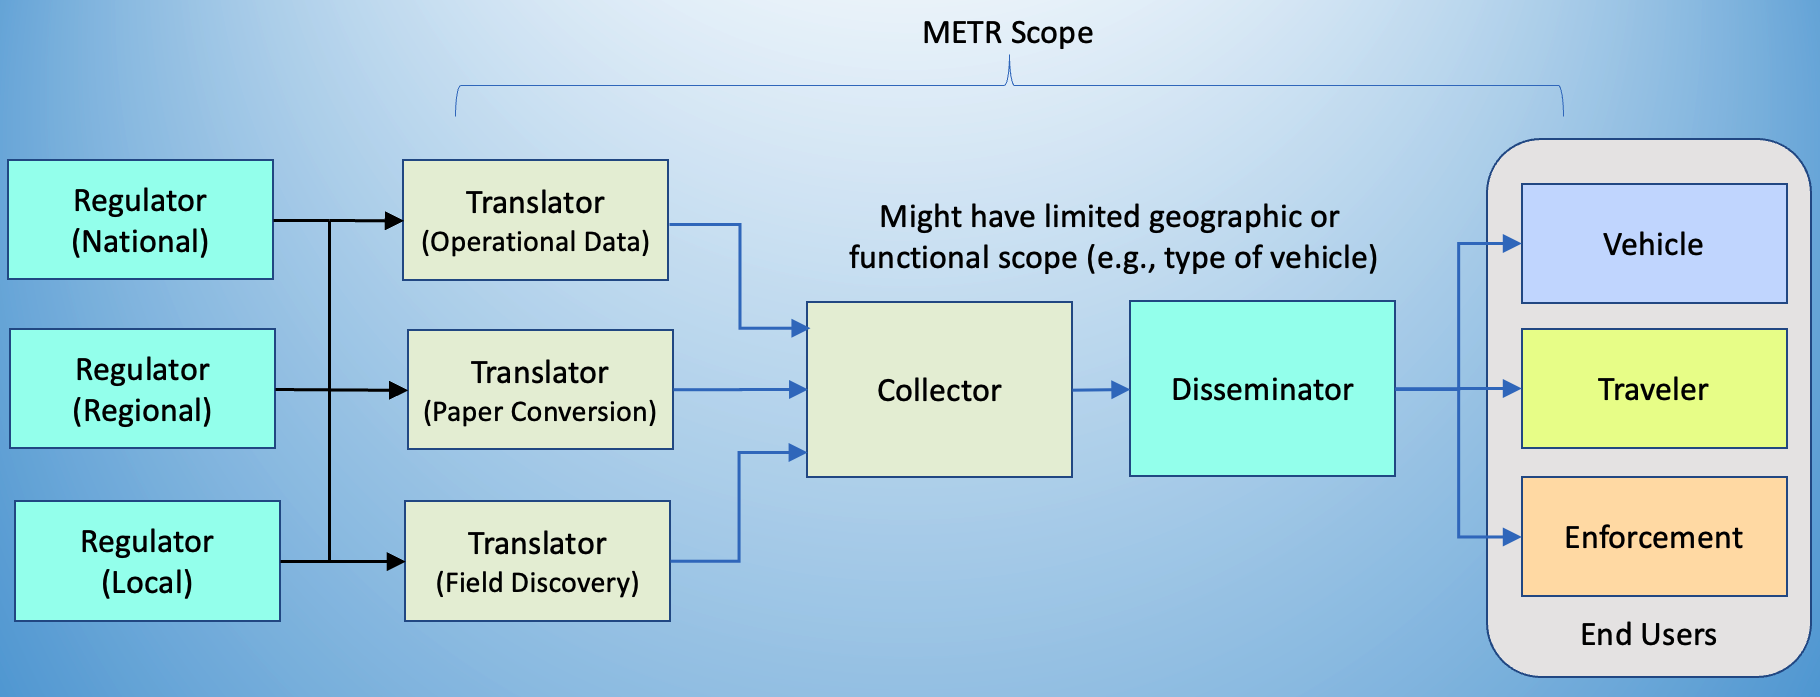 METR Scope
Regulator
(National)
Translator
(Operational Data)
Might have limited geographic or
functional scope (e.g., type of vehicle)
Vehicle
Regulator
(Regional)
Translator
(Paper Conversion)
Collector
Disseminator
Traveler
Regulator
(Local)
Translator
(Field Discovery)
Enforcement
End Users